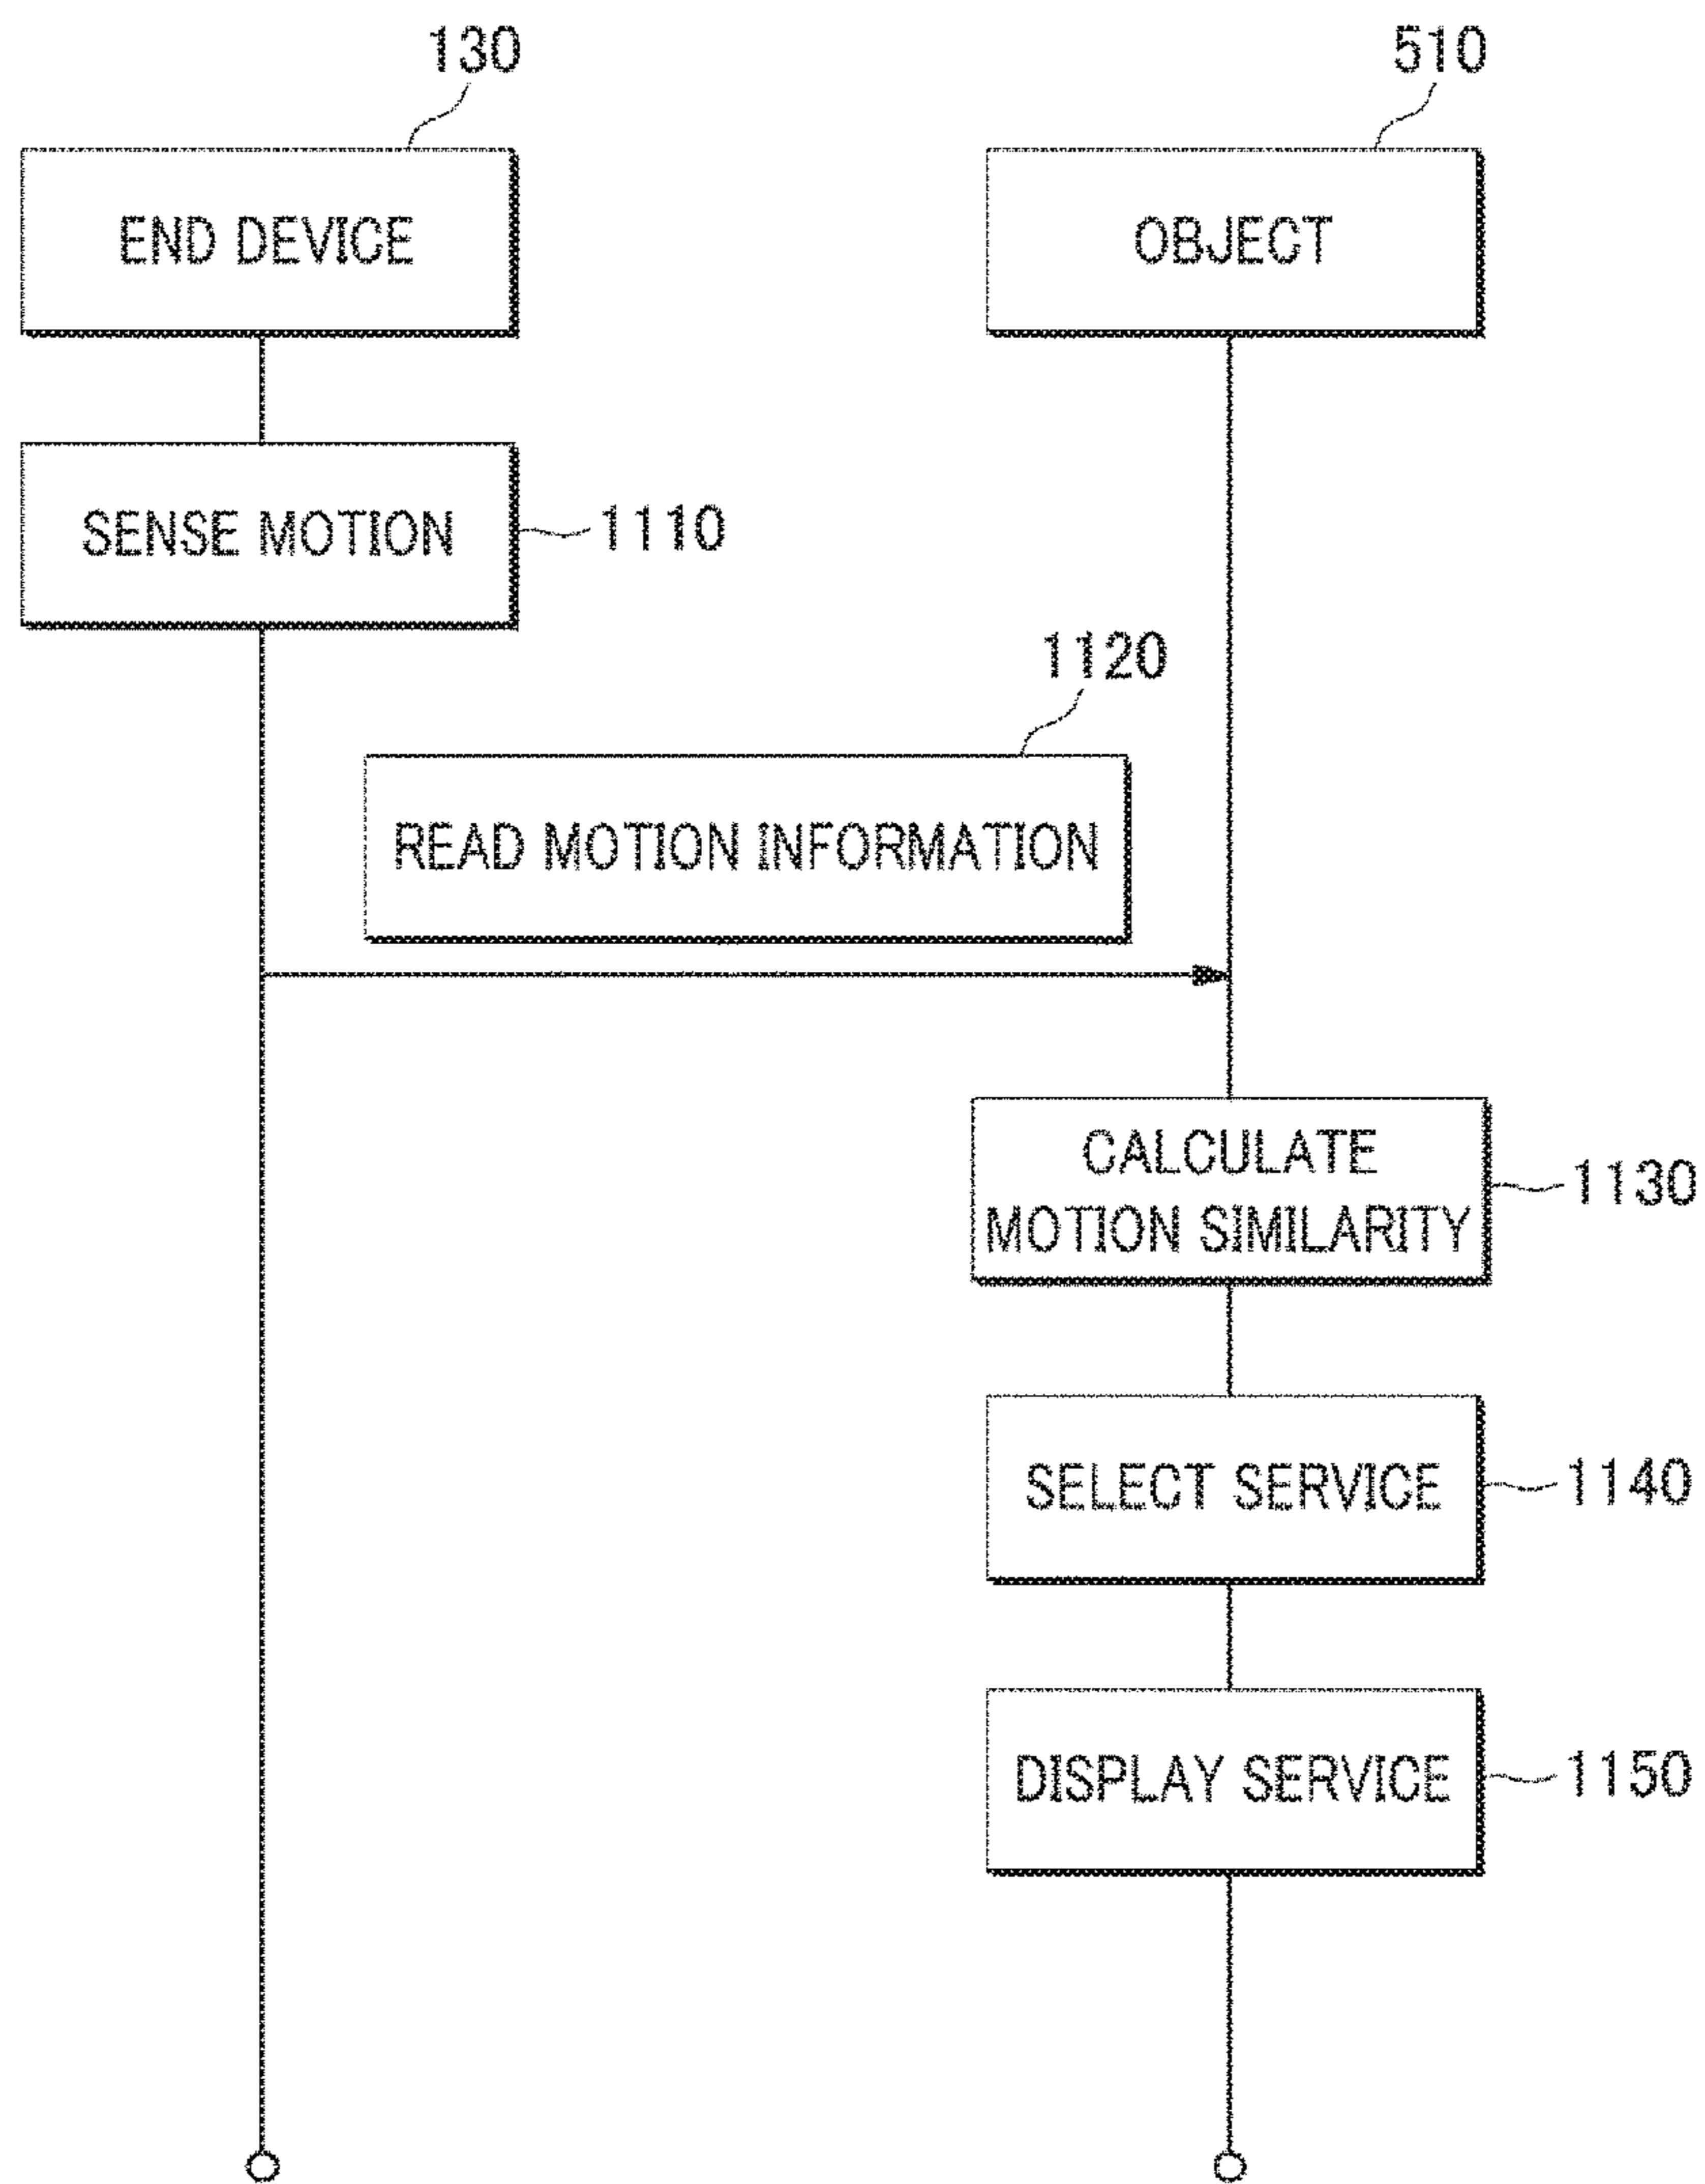 130
510
END DEVICE
OBJECT
SENSE MOTION
1110
1120
READ MOTION INFORMATION
CALCULATE
MOTION SIMILARITY
1130
SELECT SERVICE
1140
DISPLAY SERVICE
1150